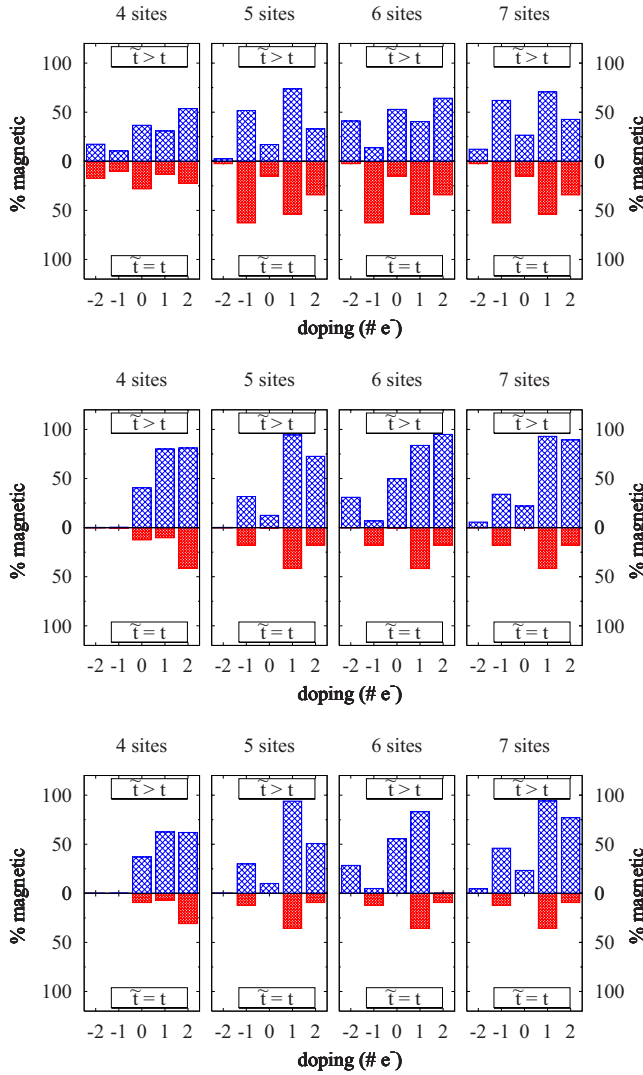 4 sites 5 sites 6 sites 7 sites
t̃ > t t̃ > t t̃ > t t̃ > t
100 100
50 50
0 0
50 50
100 100
% magnetic % magnetic
t̃ = t t̃ = t t̃ = t t̃ = t
-2 -1 0 1 2 -2 -1 0 1 2 -2 -1 0 1 2 -2 -1 0 1 2
doping (# e⁻) doping (# e⁻)
4 sites 5 sites 6 sites 7 sites
t̃ > t t̃ > t t̃ > t t̃ > t
100 100
50 50
0 0
50 50
100 100
% magnetic % magnetic
t̃ = t t̃ = t t̃ = t t̃ = t
-2 -1 0 1 2 -2 -1 0 1 2 -2 -1 0 1 2 -2 -1 0 1 2
doping (# e⁻) doping (# e⁻)
4 sites 5 sites 6 sites 7 sites
t̃ > t t̃ > t t̃ > t t̃ > t
100 100
50 50
0 0
50 50
100 100
% magnetic % magnetic
t̃ = t t̃ = t t̃ = t t̃ = t
-2 -1 0 1 2 -2 -1 0 1 2 -2 -1 0 1 2 -2 -1 0 1 2
doping (# e⁻) doping (# e⁻)